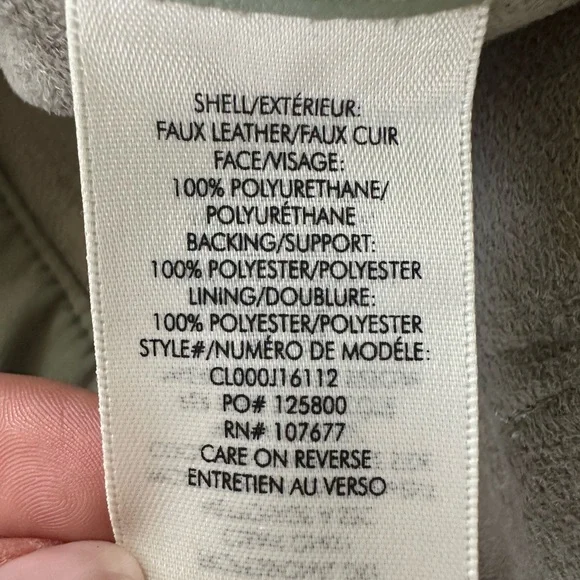 SHELL/EXTÉRIEUR:
FAUX LEATHER/FAUX CUIR
FACE/VISAGE:
100% POLYURETHANE/
POLYURÉTHANE
BACKING/SUPPORT:
100% POLYESTER/POLYESTER
LINING/DOUBLURE:
100% POLYESTER/POLYESTER
STYLE#/NUMÉRO DE MODÉLE:
CL000J16112
PO# 125800
RN# 107677
CARE ON REVERSE
ENTRETIEN AU VERSO